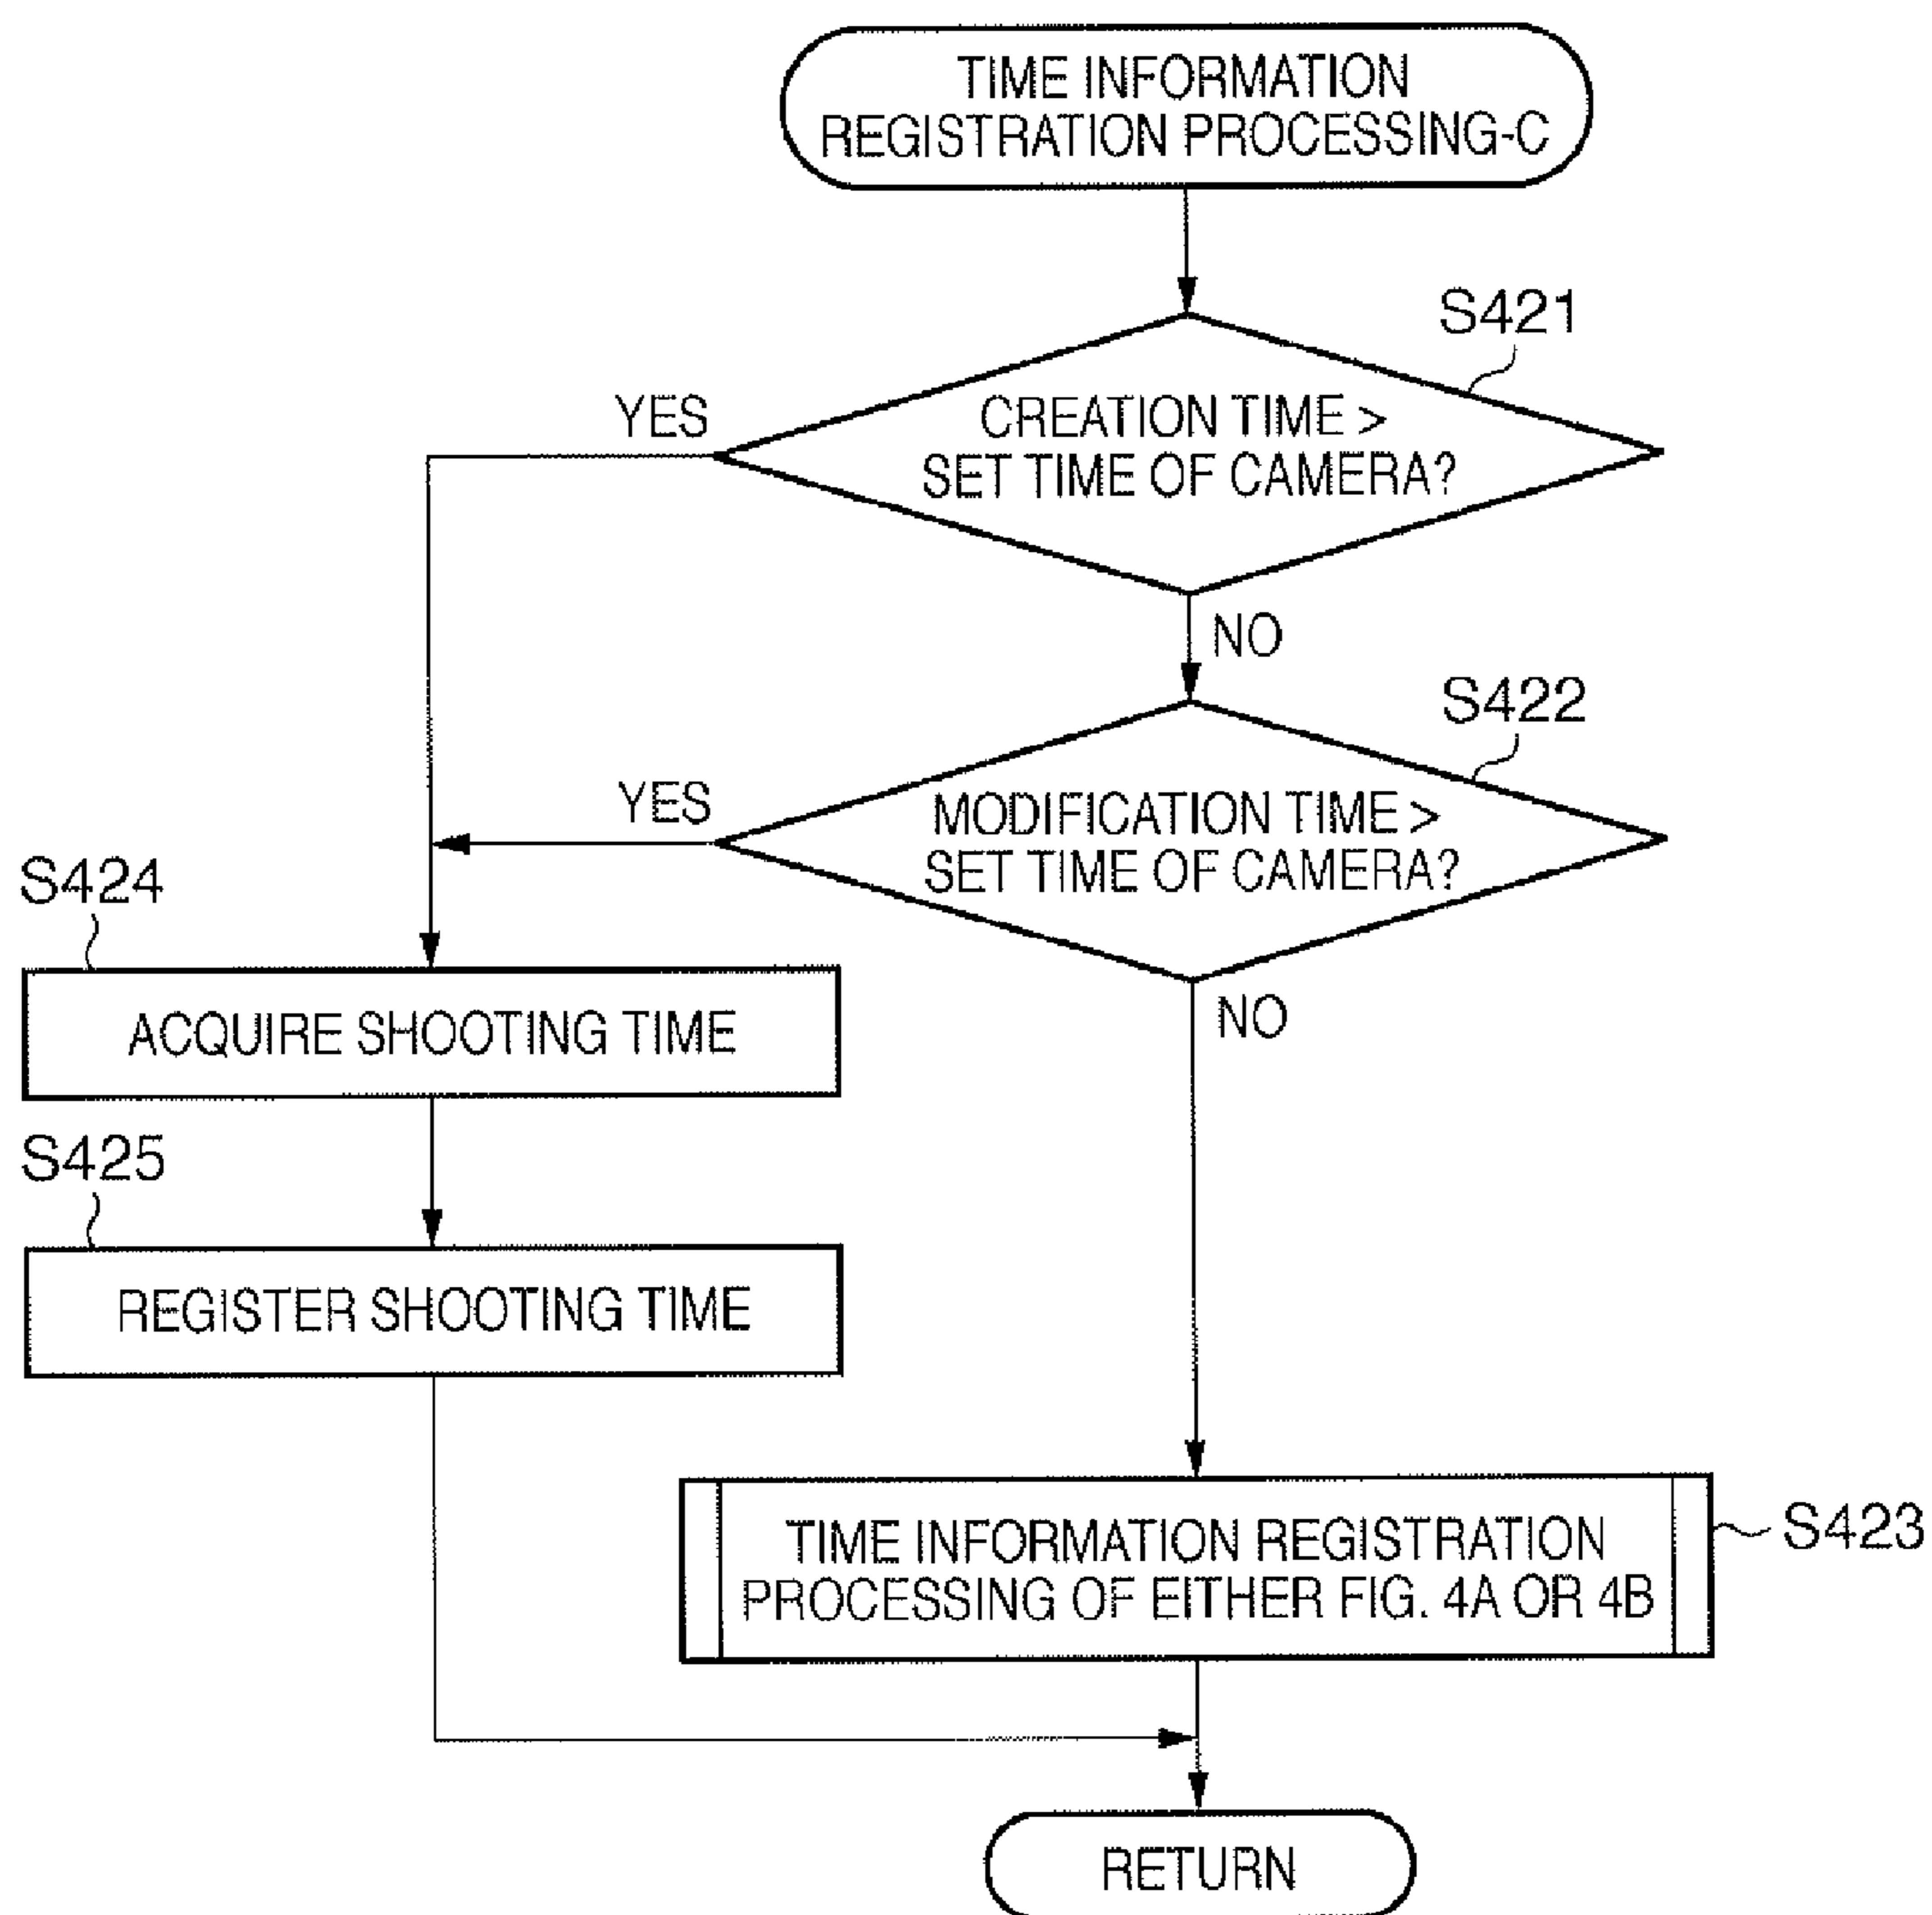 TIME INFORMATION
REGISTRATION PROCESSING-C
S421
YES
CREATION TIME >
SET TIME OF CAMERA?
NO
S422
YES
MODIFICATION TIME >
SET TIME OF CAMERA?
NO
S424
ACQUIRE SHOOTING TIME
S425
REGISTER SHOOTING TIME
TIME INFORMATION REGISTRATION
PROCESSING OF EITHER FIG. 4A OR 4B
S423
RETURN